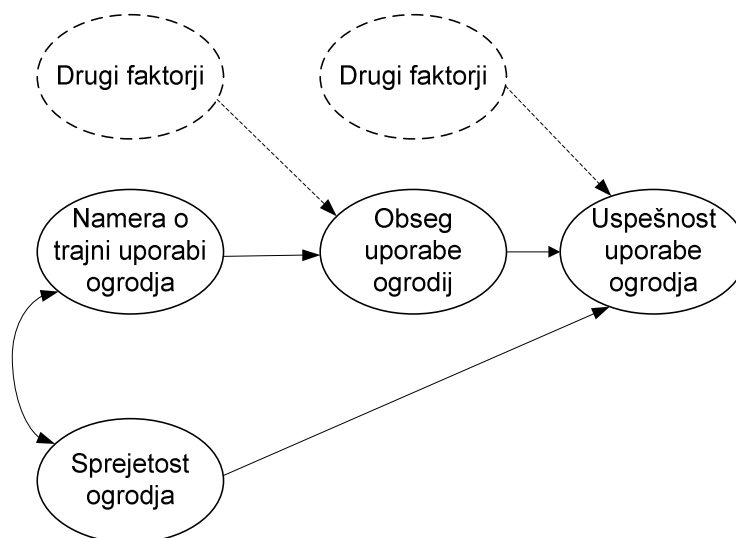 Drugi faktorji
Drugi faktorji
Namera o
trajni uporabi
ogrodja
Obseg
uporabe
ogrodij
Uspešnost
uporabe
ogrodja
Sprejetost
ogrodja